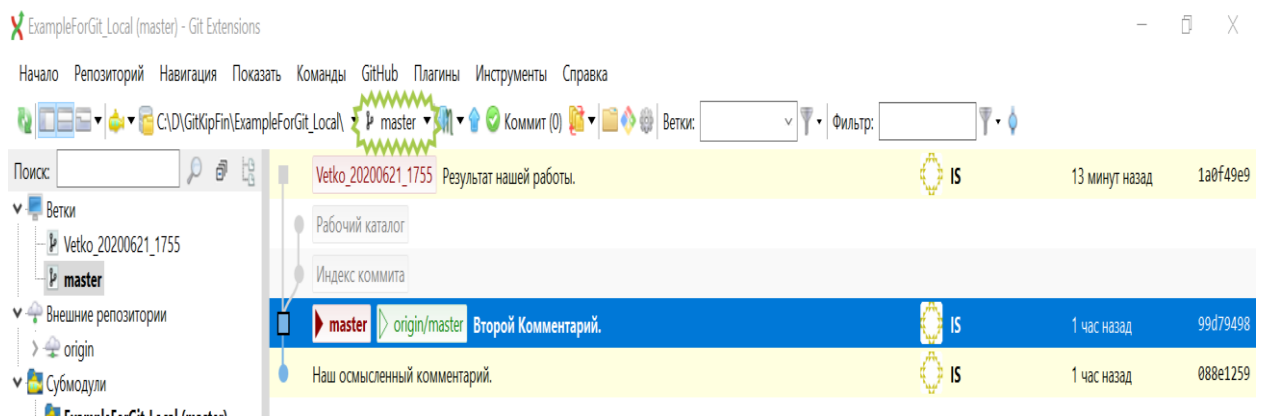 ExampleForGit_Local (master) - Git Extensions
Начало Репозиторий Навигация Показать Команды GitHub Плагины Инструменты Справка
C:\D\GitKipFin\ExampleForGit_Local\ master Коммит (0) Ветки: Фильтр:
Поиск:
Ветки
Vetko_20200621_1755
master
Внешние репозитории
origin
Субмодули
ExampleForGit_Local (master)
Vetko_20200621_1755 Результат нашей работы. IS 13 минут назад 1a0f49e9
Рабочий каталог
Индекс коммита
master origin/master Второй Комментарий. IS 1 час назад 99d79498
Наш осмысленный комментарий. IS 1 час назад 088e1259